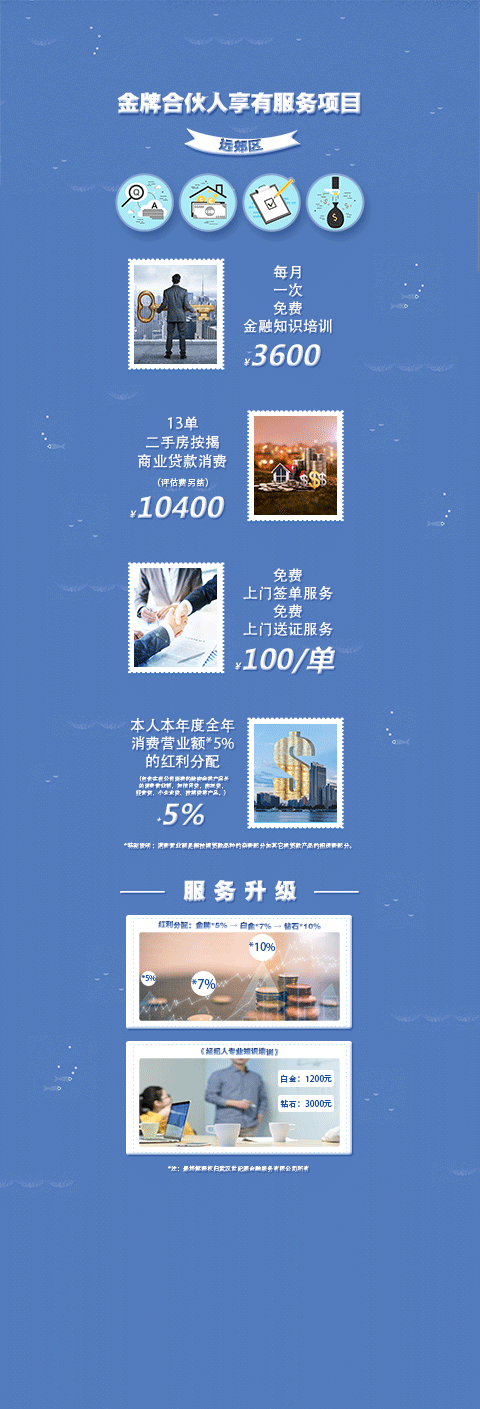 金牌合伙人享有服务项目
远郊区
A
每月
一次
免费
金融知识培训
¥3600
13单
二手房按揭
商业贷款消费
(评估费另结)
¥10400
免费
上门签单服务
免费
上门送证服务
¥100/单
本人本年度全年
消费营业额*5%
的红利分配
5%
服务升级
红利分配：金牌*5% → 白金*7% → 钻石*10%
*5%
*7%
*10%
《经纪人专业知识培训》
白金：1200元
钻石：3000元